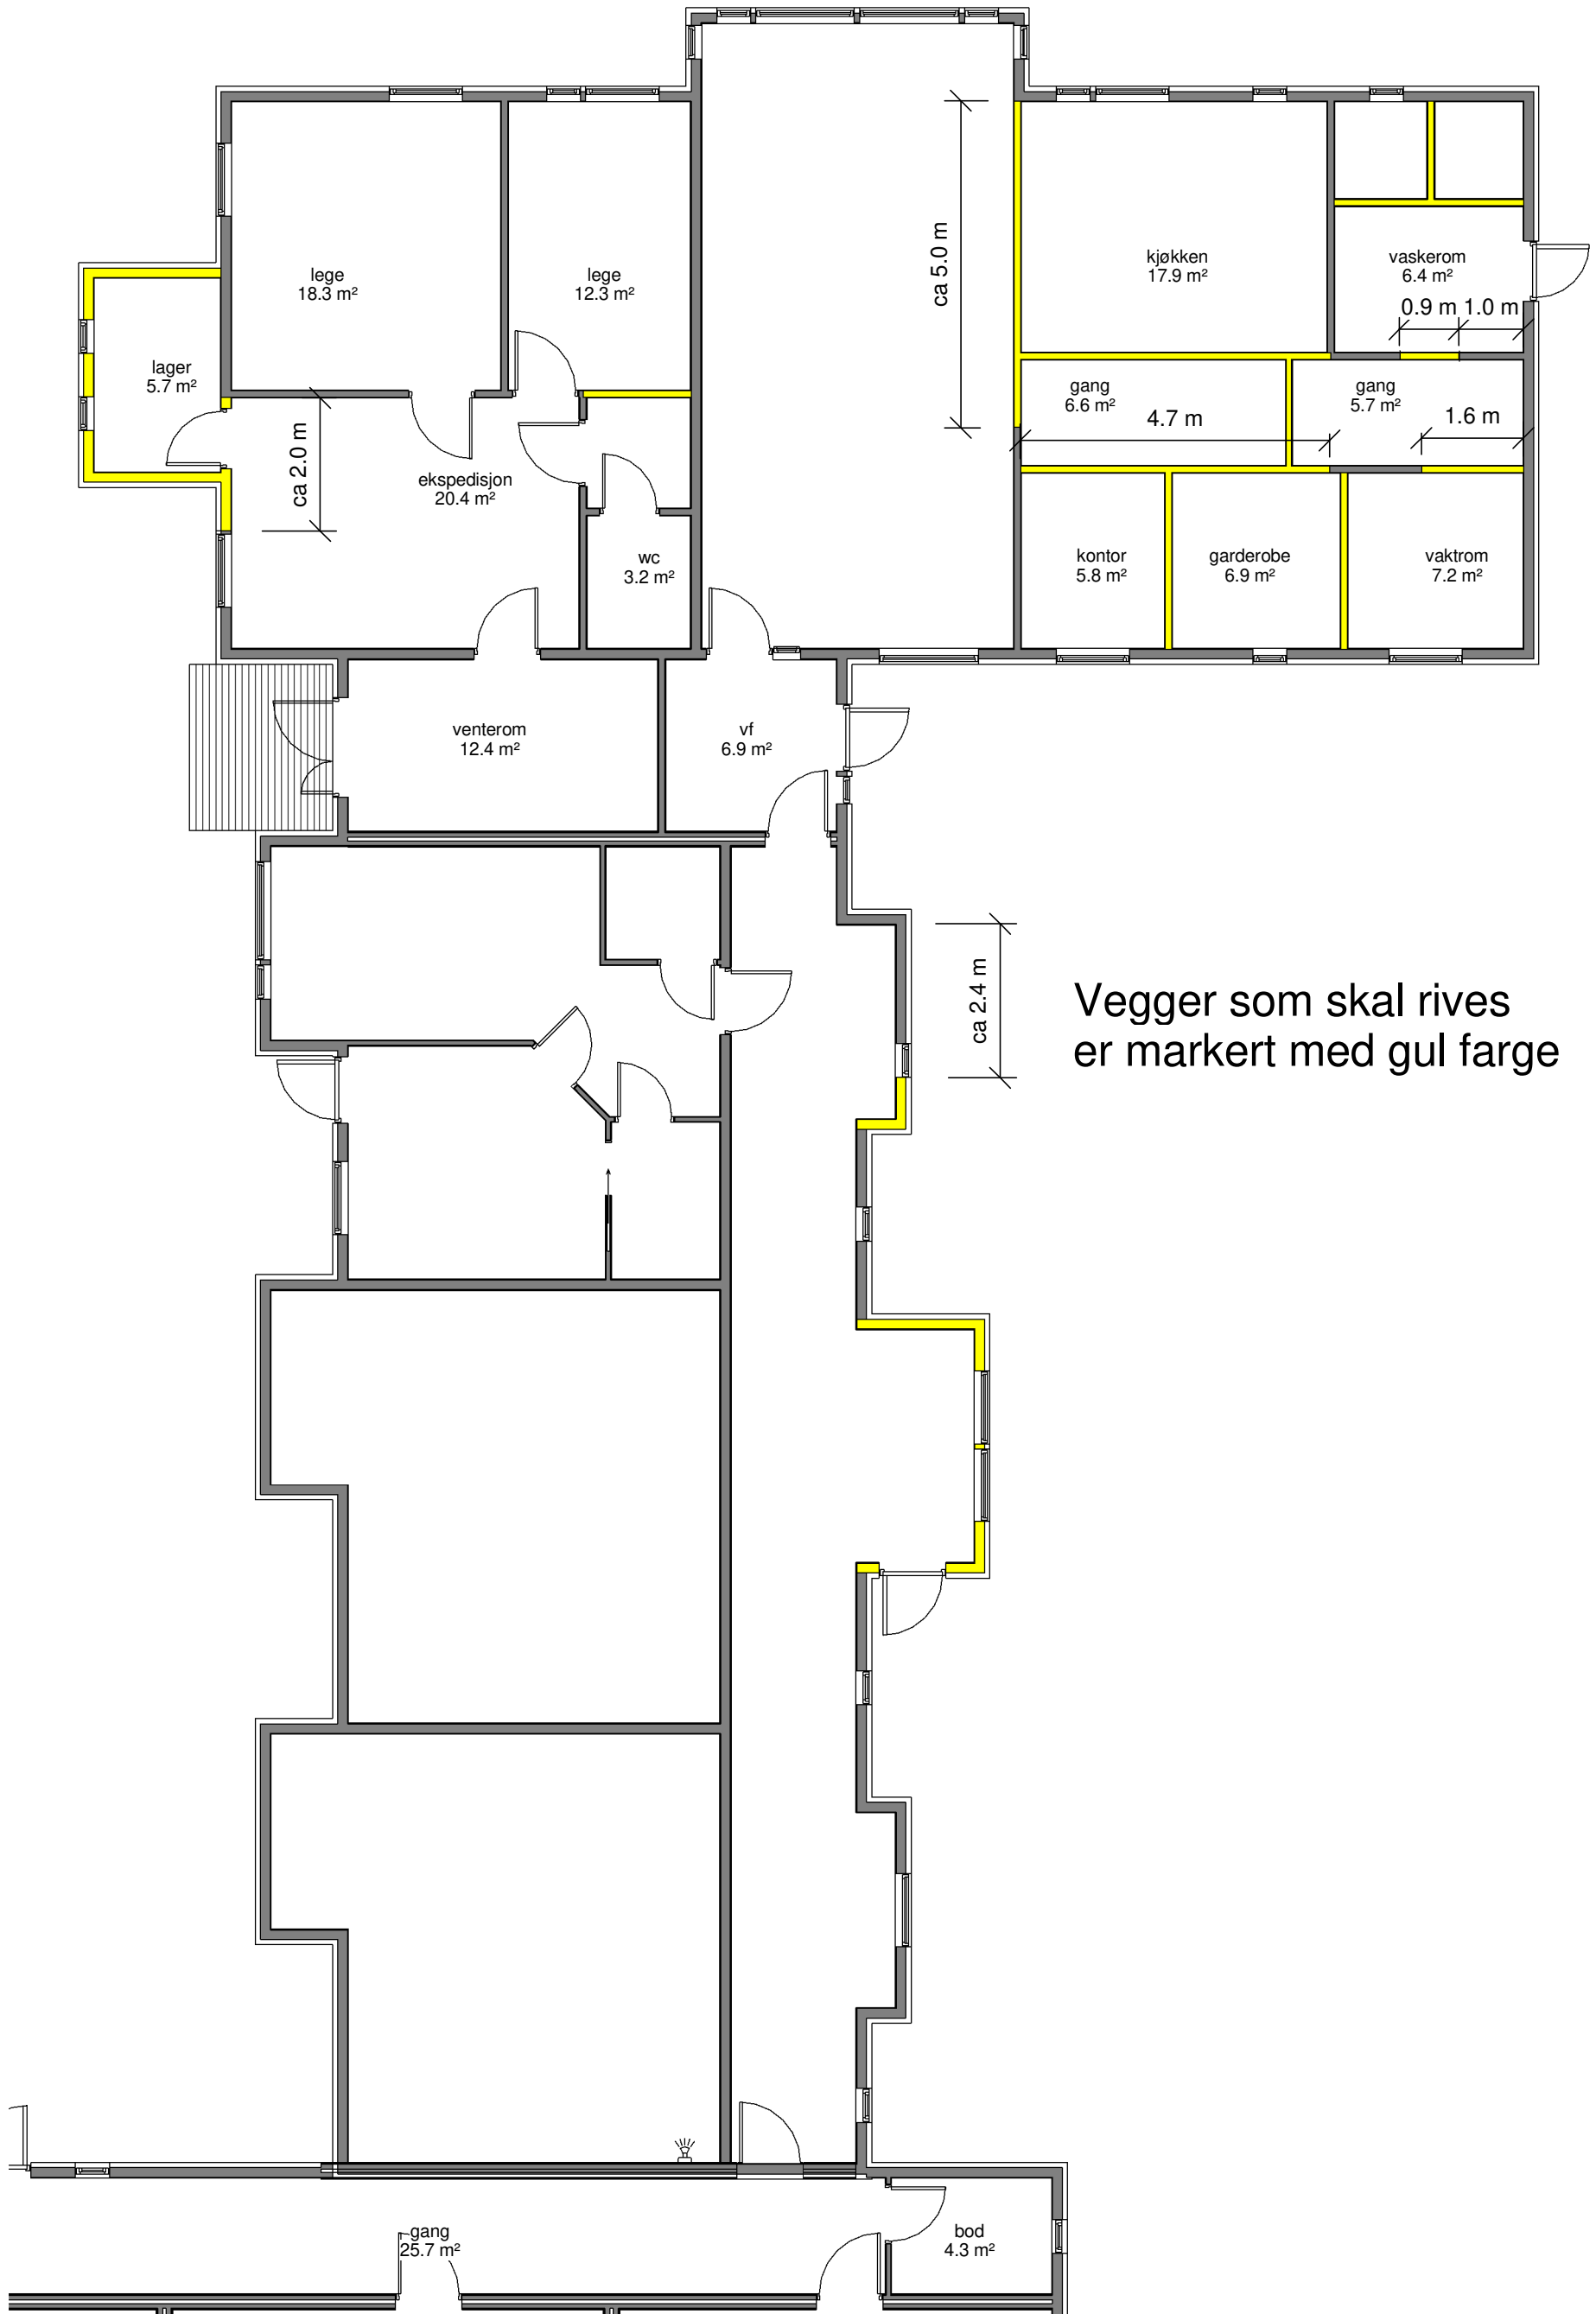 ca 5.0 m
lege
18.3 m²
lege
12.3 m²
kjøkken
17.9 m²
vaskerom
6.4 m²
0.9 m
1.0 m
lager
5.7 m²
gang
6.6 m²
gang
5.7 m²
4.7 m
1.6 m
ca 2.0 m
ekspedisjon
20.4 m²
wc
3.2 m²
kontor
5.8 m²
garderobe
6.9 m²
vaktrom
7.2 m²
venterom
12.4 m²
vf
6.9 m²
ca 2.4 m
Vegger som skal rives
er markert med gul farge
gang
25.7 m²
bod
4.3 m²